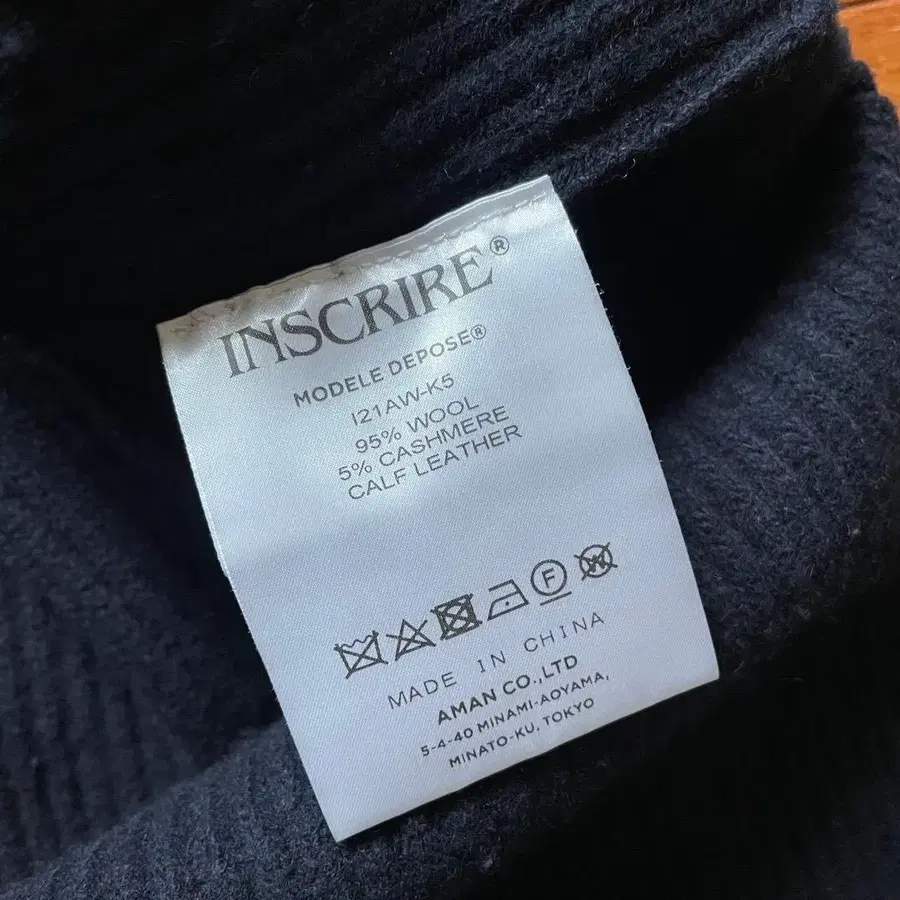 INSCRIRE®
MODELE DEPOSE®
I21AW-K5
95% WOOL
5% CASHMERE
CALF LEATHER
F W
MADE IN CHINA
AMAN CO.,LTD
5-4-40 MINAMI-AOYAMA,
MINATO-KU, TOKYO